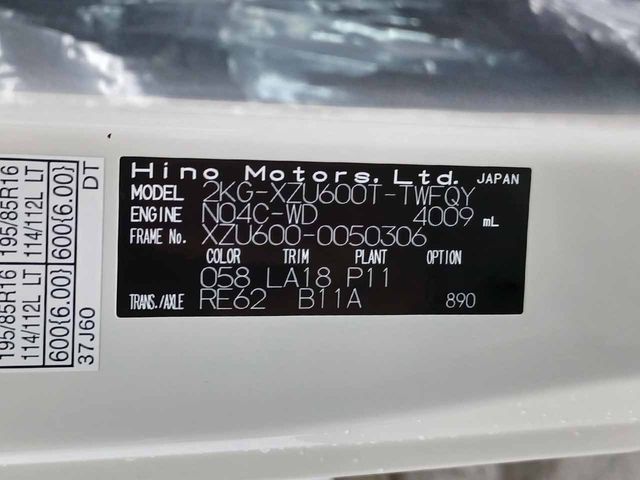 Hino Motors, Ltd. JAPAN
MODEL 2KG-XZU600T-TWFQY
ENGINE N04C-WD 4009 mL
FRAME No. XZU600-0050306
COLOR TRIM PLANT OPTION
058 LA18 P11
TRANS./AXLE RE62 B11A 890
195/85R16 195/85R16
114/112L LT 114/112L LT
600(6.00) 600(6.00)
37J60 DT